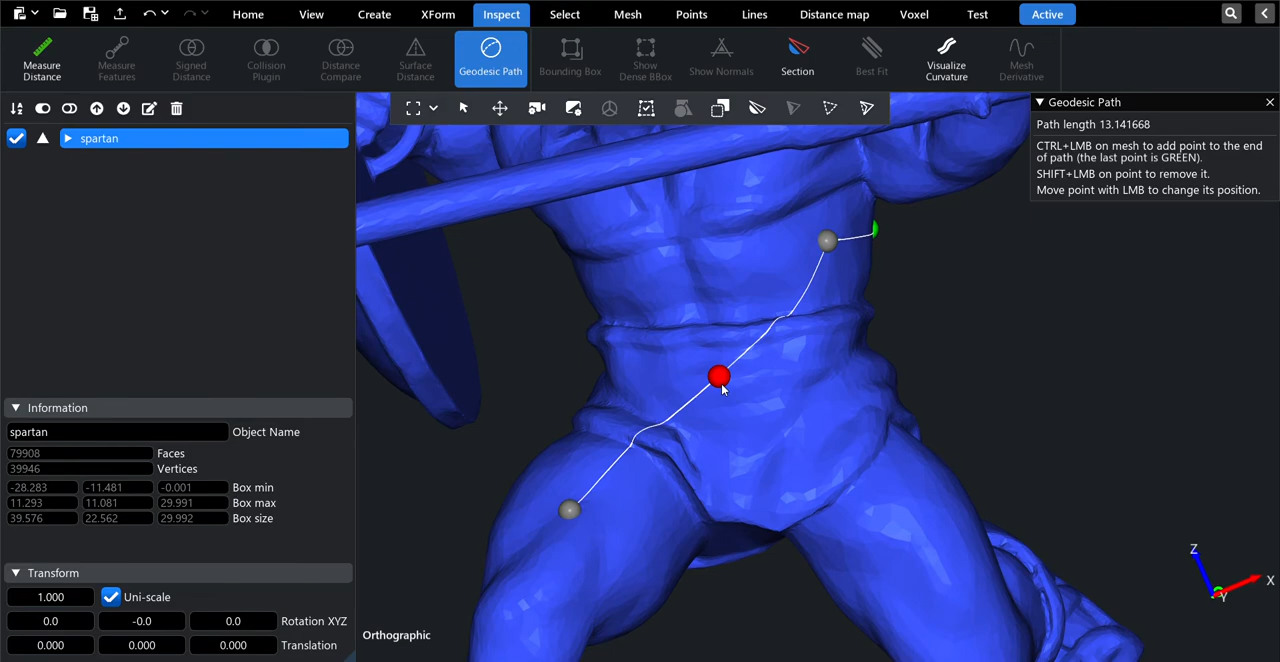 Home View Create XForm Inspect Select Mesh Points Lines Distance map Voxel Test Active
Measure Distance
Measure Features
Signed Distance
Collision Plugin
Distance Compare
Surface Distance
Geodesic Path
Bounding Box
Show Dense BBox
Show Normals
Section
Best Fit
Visualize Curvature
Mesh Derivative
spartan
Geodesic Path
Path length 13.141668
CTRL+LMB on mesh to add point to the end
of path (the last point is GREEN).
SHIFT+LMB on point to remove it.
Move point with LMB to change its position.
Information
spartan Object Name
79908 Faces
39946 Vertices
-28.283 -11.481 -0.001 Box min
11.293 11.081 29.991 Box max
39.576 22.562 29.992 Box size
Transform
1.000 Uni-scale
0.0 -0.0 0.0 Rotation XYZ
0.000 0.000 0.000 Translation
Orthographic
Z
X
Y